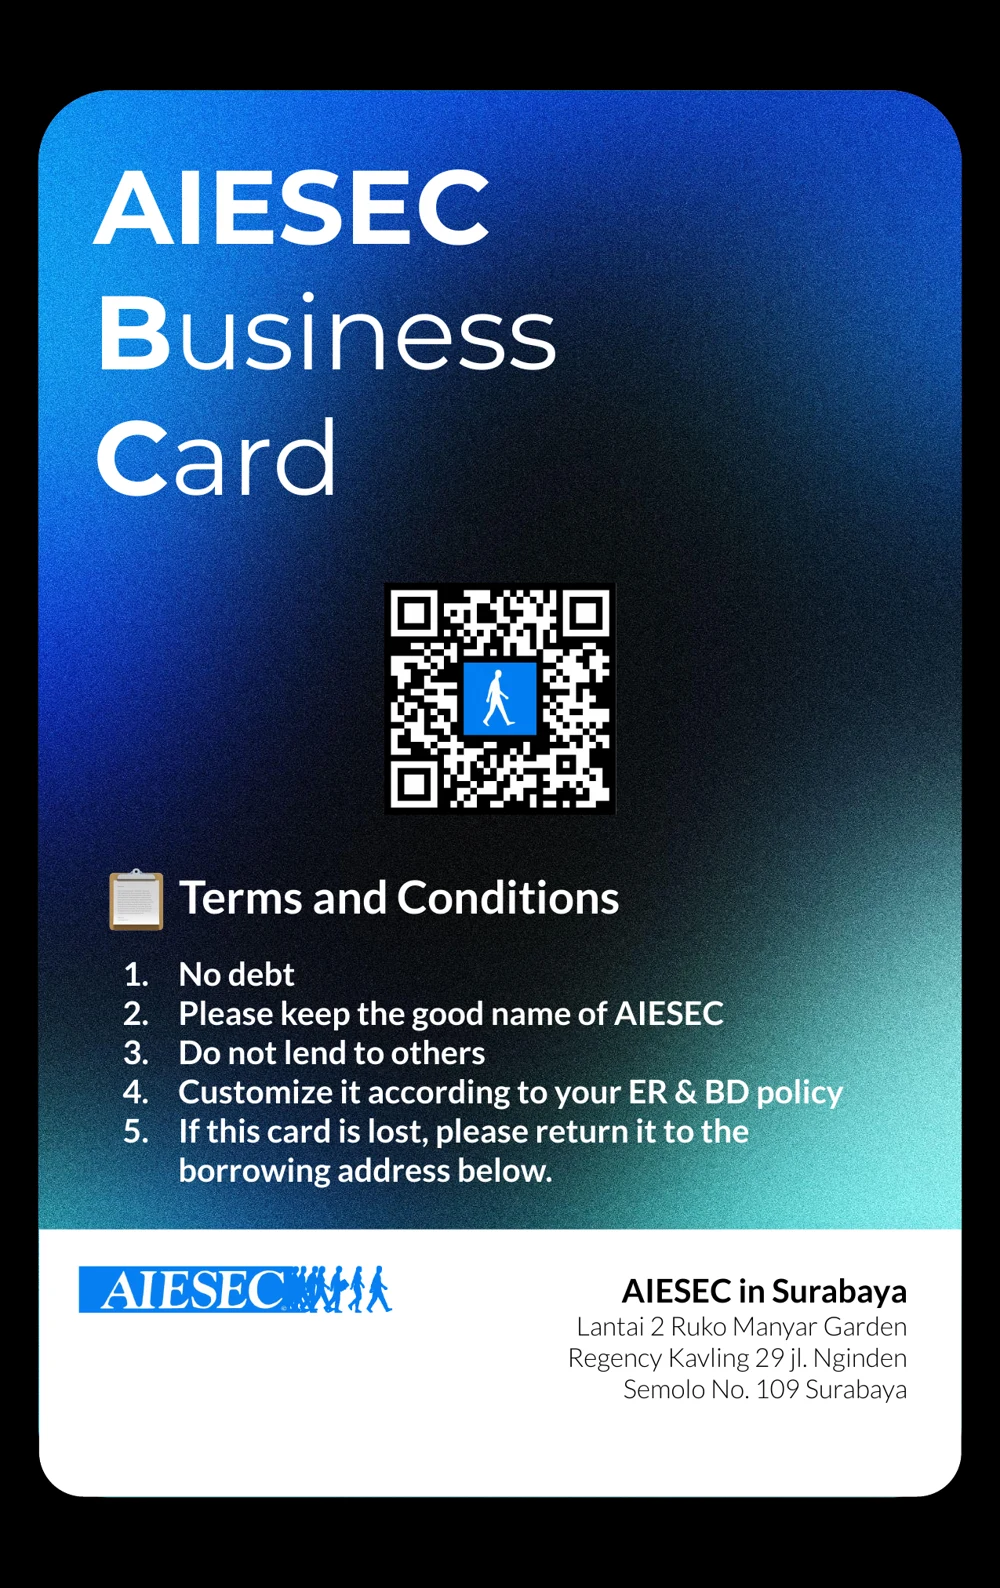 AIESEC
Business
Card
Terms and Conditions
1. No debt
2. Please keep the good name of AIESEC
3. Do not lend to others
4. Customize it according to your ER & BD policy
5. If this card is lost, please return it to the
borrowing address below.
AIESEC
AIESEC in Surabaya
Lantai 2 Ruko Manyar Garden
Regency Kavling 29 jl. Nginden
Semolo No. 109 Surabaya